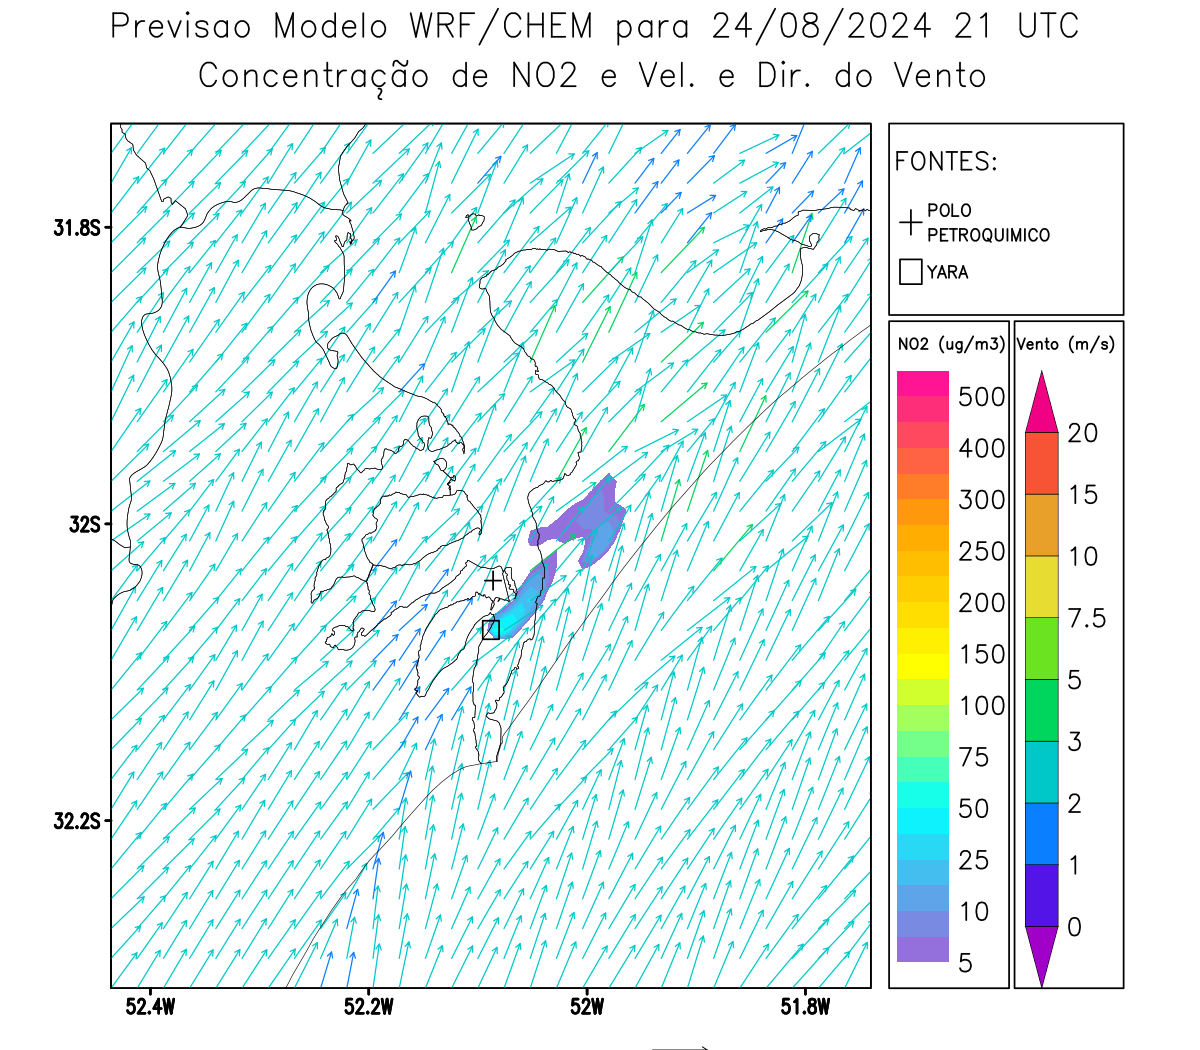 Previsao Modelo WRF/CHEM para 24/08/2024 21 UTC
Concentração de NO2 e Vel. e Dir. do Vento
FONTES:
POLO
PETROQUIMICO
YARA
31.8S
32S
32.2S
52.4W
52.2W
52W
51.8W
NO2 (ug/m3)
500
400
300
250
200
150
100
75
50
25
10
5
Vento (m/s)
20
15
10
7.5
5
3
2
1
0